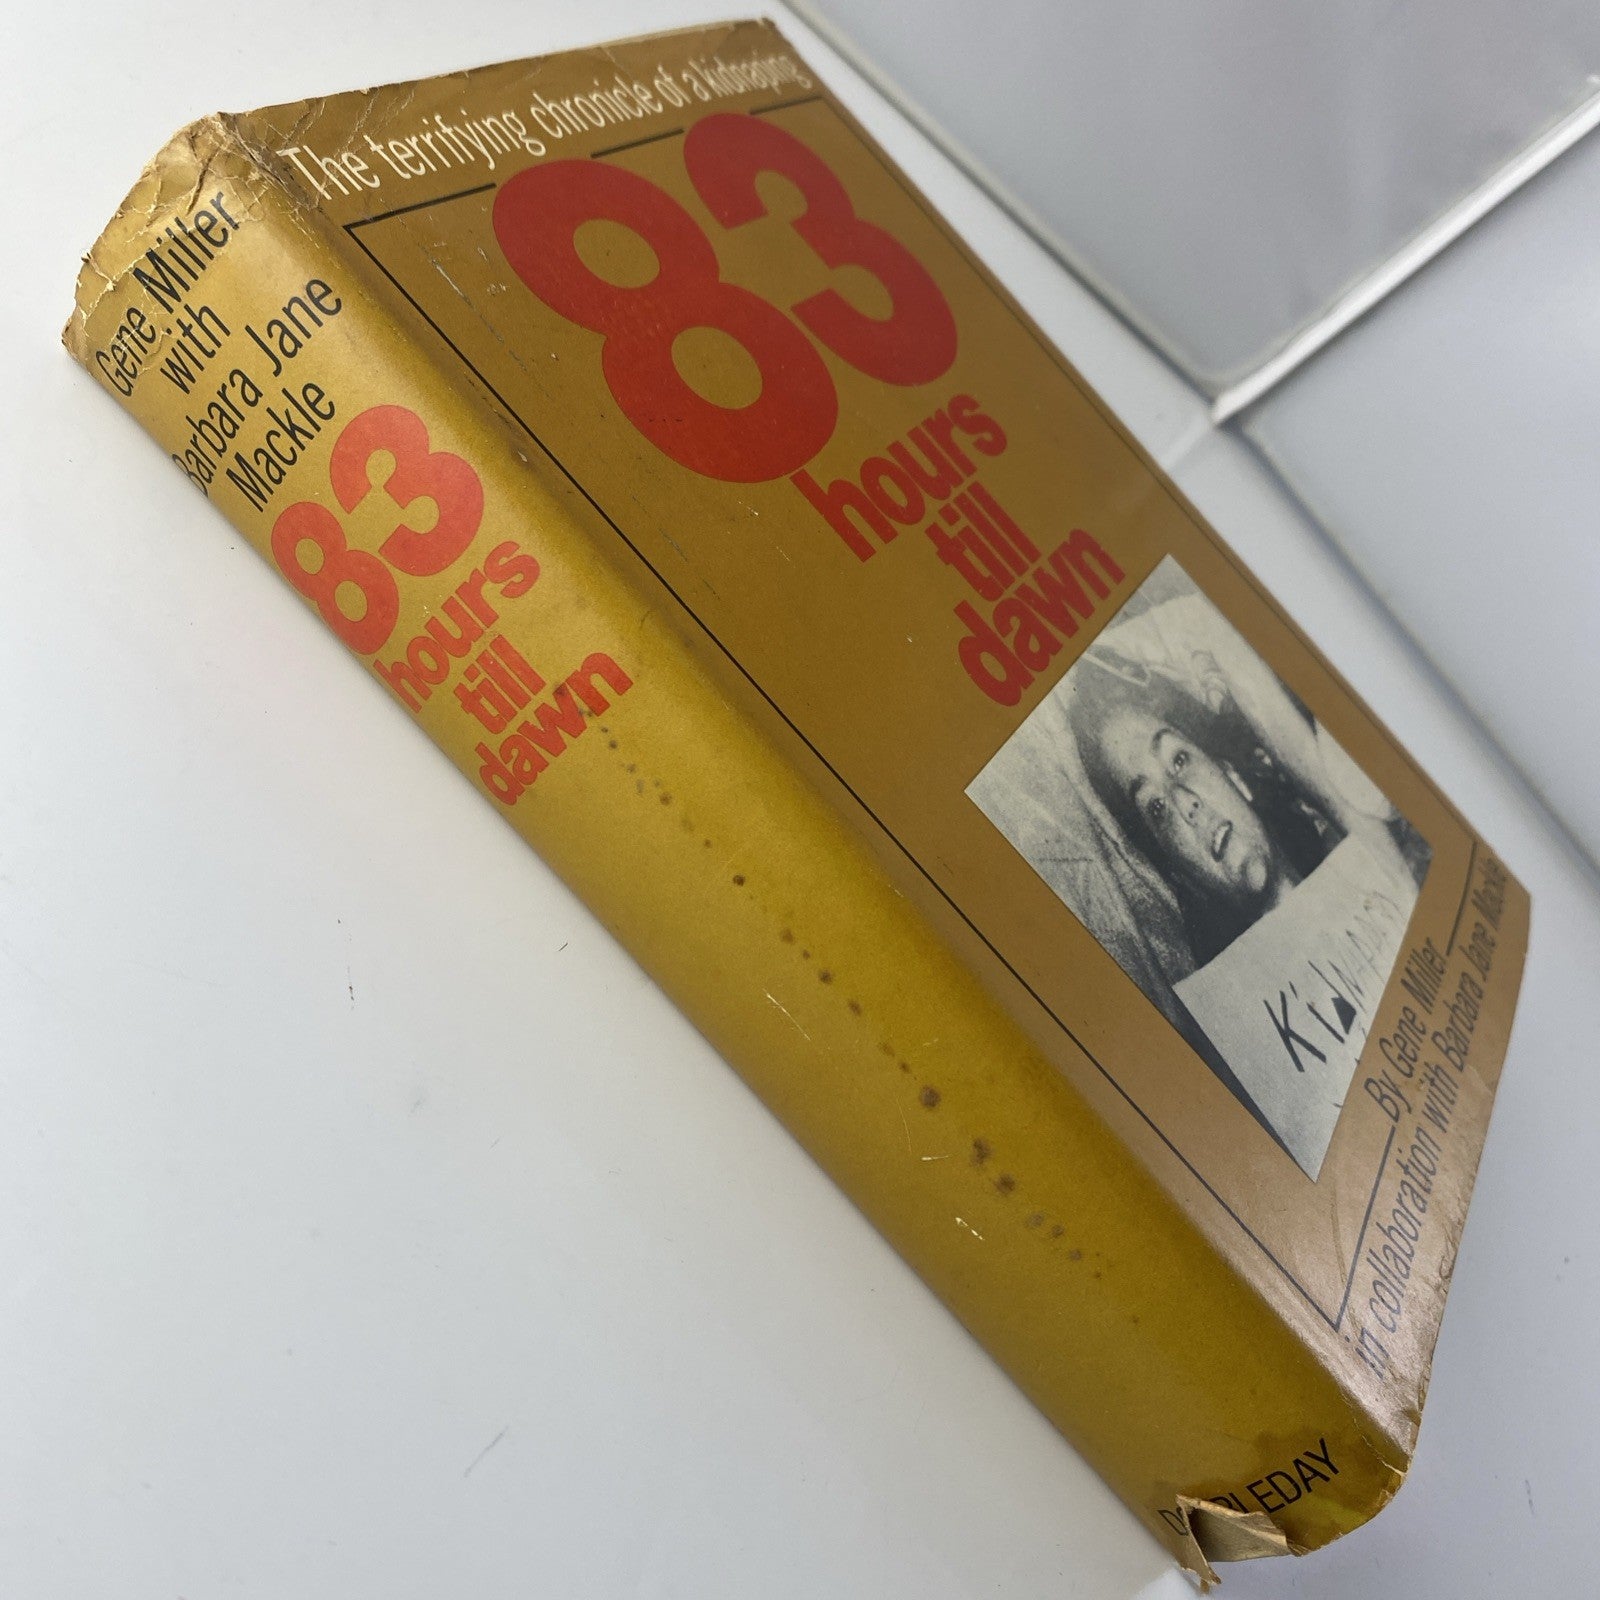 Gene Miller
with
Barbara Jane
Mackle
83
hours
till
dawn
DOUBLEDAY
The terrifying chronicle of a kidnaping
83
hours
till
dawn
By Gene Miller
in collaboration with Barbara Jane Mackle